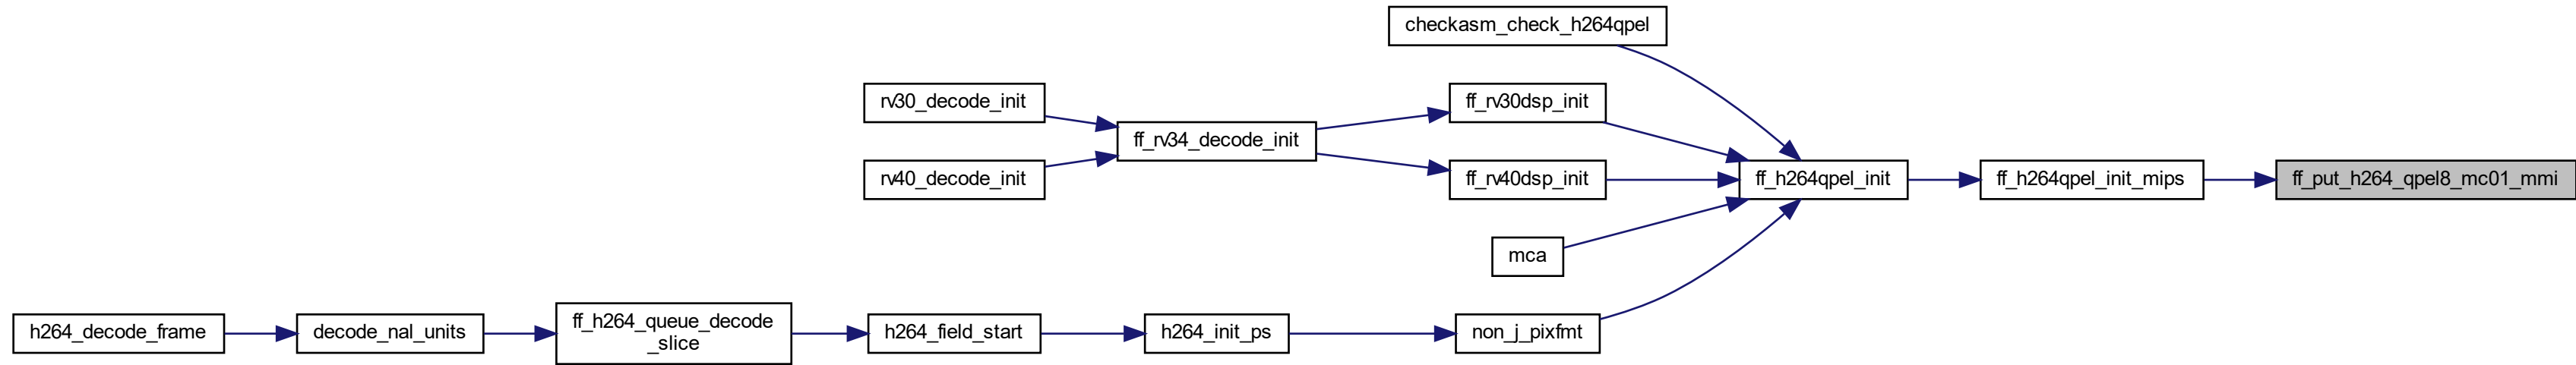 checkasm_check_h264qpel
rv30_decode_init
ff_rv30dsp_init
ff_rv34_decode_init
rv40_decode_init
ff_rv40dsp_init
ff_h264qpel_init
ff_h264qpel_init_mips
ff_put_h264_qpel8_mc01_mmi
mca
h264_decode_frame
decode_nal_units
ff_h264_queue_decode
_slice
h264_field_start
h264_init_ps
non_j_pixfmt